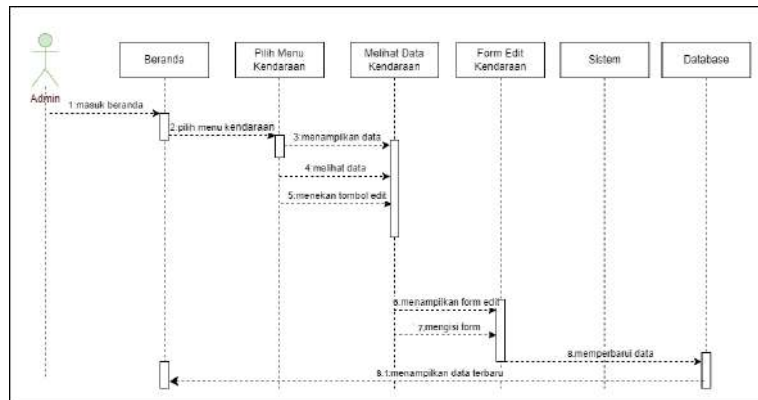 Beranda
Pilih Menu
Kendaraan
Melihat Data
Kendaraan
Form Edit
Kendaraan
Sistem
Database
Admin
1:masuk beranda
2:pilih menu kendaraan
3:menampilkan data
4:melihat data
5:menekan tombol edit
6:menampilkan form edit
7:mengisi form
8:memperbarui data
8.1:menampilkan data terbaru